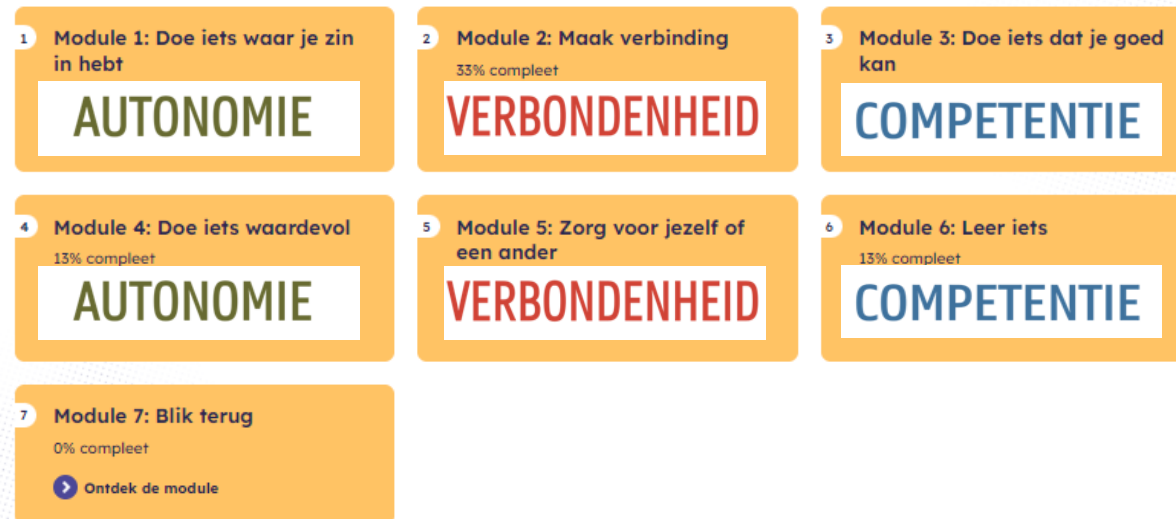 1
Module 1: Doe iets waar je zin
in hebt
AUTONOMIE
2
Module 2: Maak verbinding
33% compleet
VERBONDENHEID
3
Module 3: Doe iets dat je goed
kan
COMPETENTIE
4
Module 4: Doe iets waardevol
13% compleet
AUTONOMIE
5
Module 5: Zorg voor jezelf of
een ander
VERBONDENHEID
6
Module 6: Leer iets
13% compleet
COMPETENTIE
7
Module 7: Blik terug
0% compleet
Ontdek de module